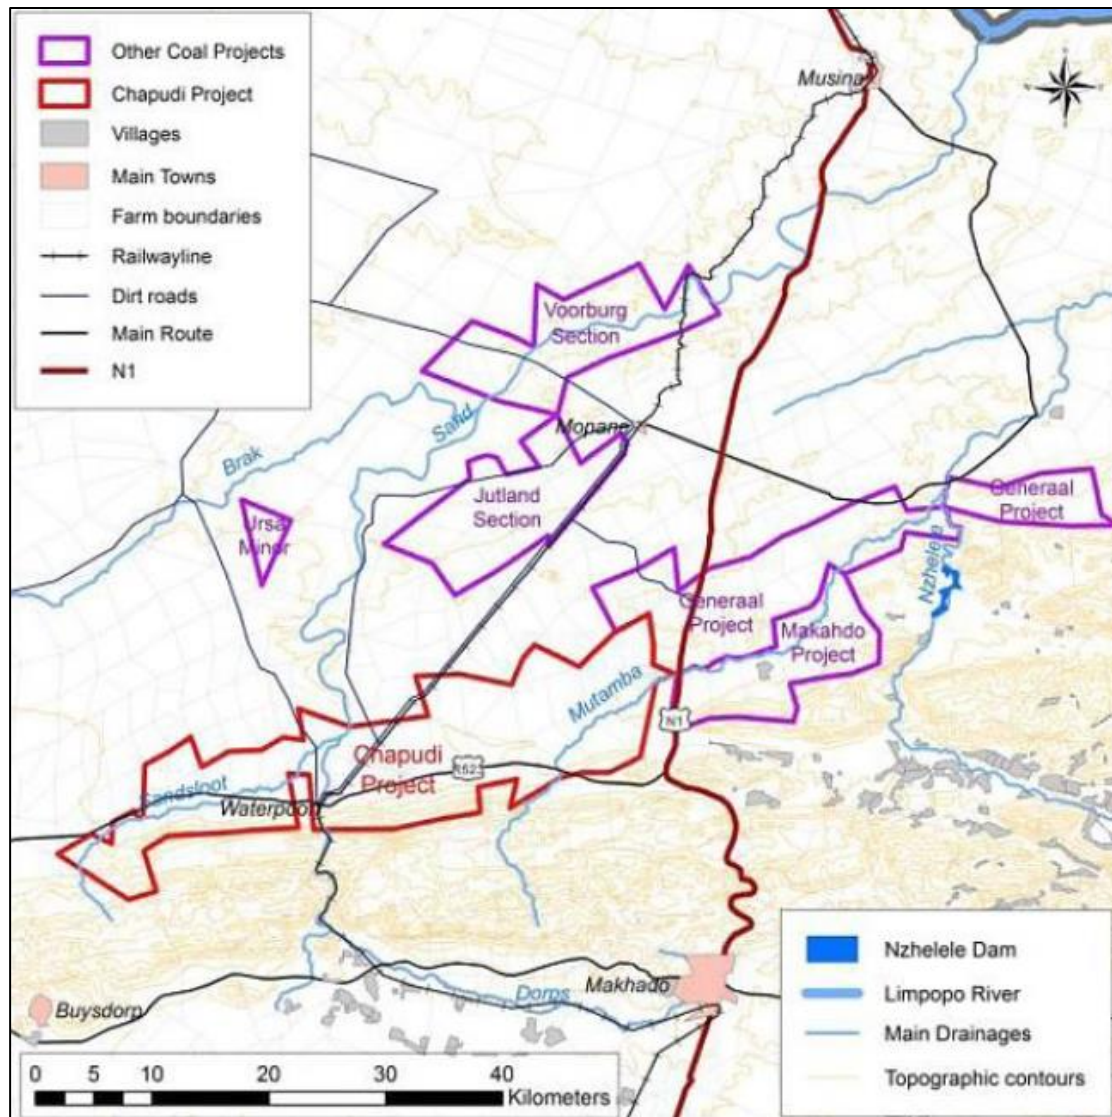 Other Coal Projects
Chapudi Project
Villages
Main Towns
Farm boundaries
Railwayline
Dirt roads
Main Route
N1
Musina
Voorburg
Section
Mopane
Sand
Brak
Jutland
Section
Ursa
Minor
Generaal
Project
Nzhelele
Generaal
Project
Makahdo
Project
Mutamba
N1
Chapudi
Project
R523
Sandsloot
Waterpoort
Makhado
Dorps
Buysdorp
Nzhelele Dam
Limpopo River
Main Drainages
Topographic contours
0 5 10 20 30 40
Kilometers